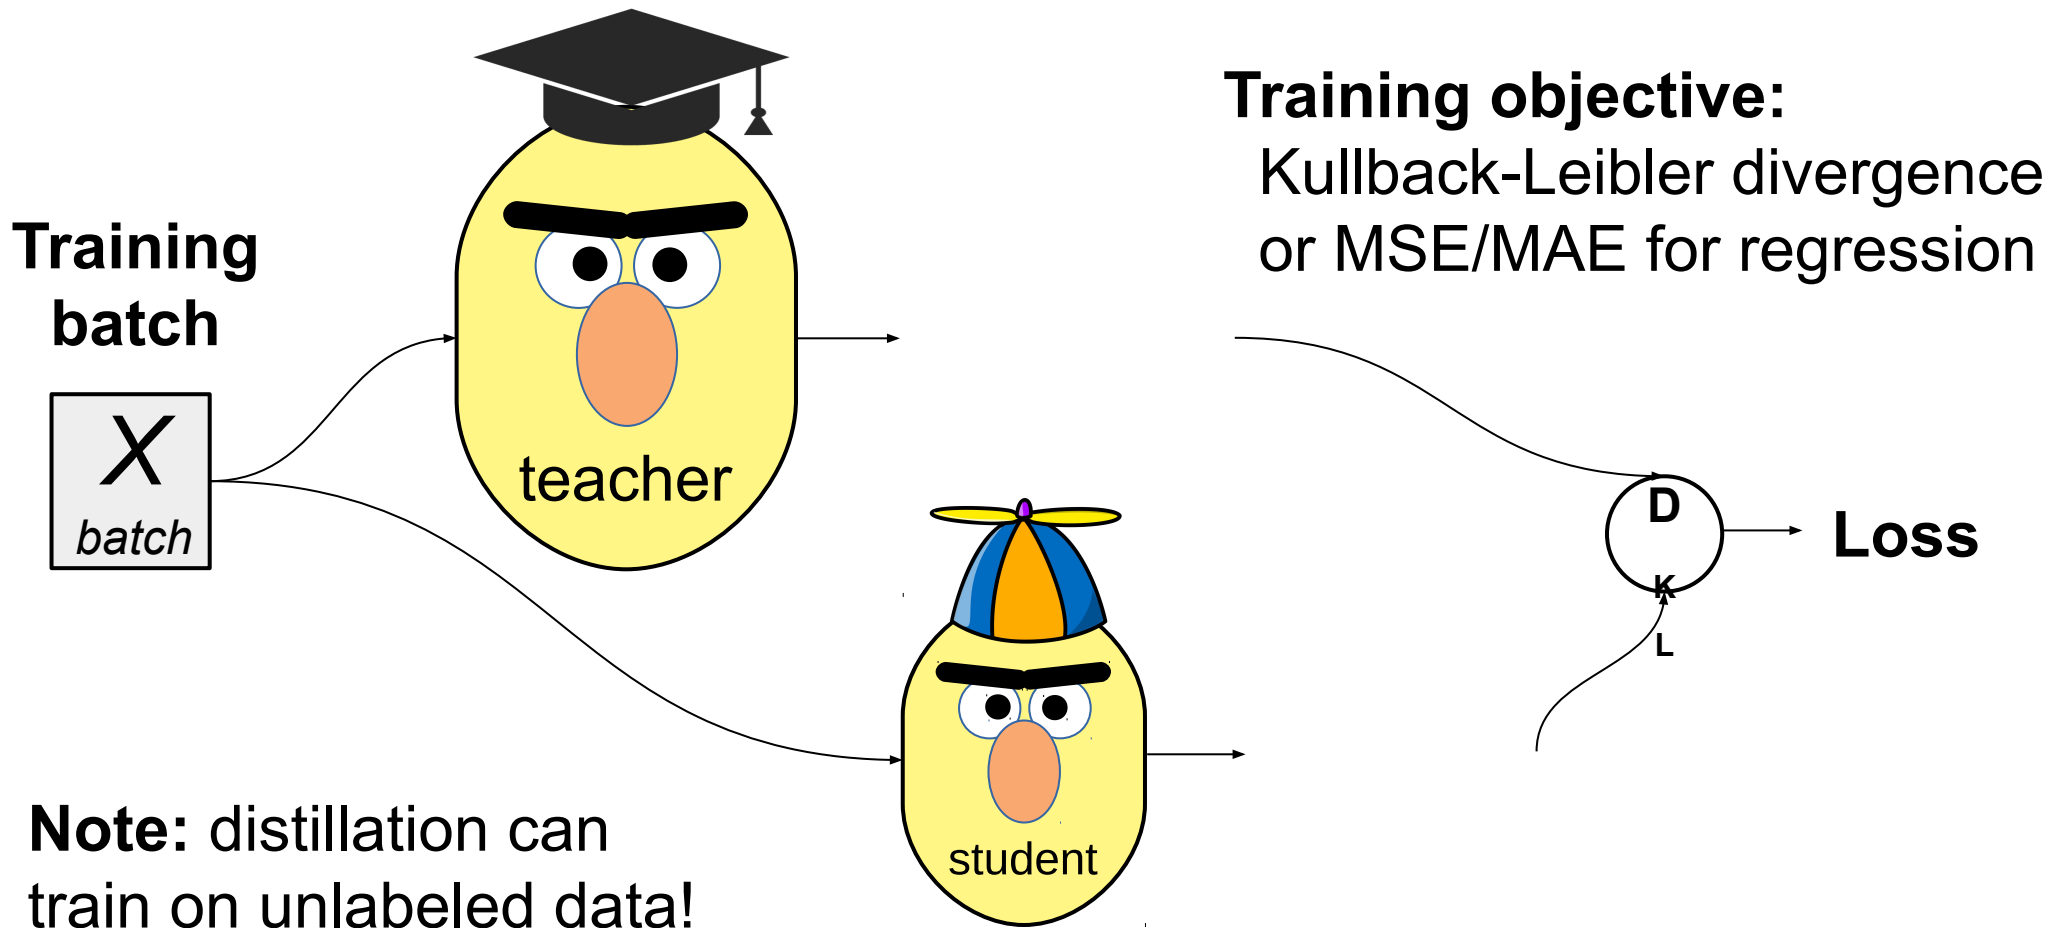 Training objective:
Kullback-Leibler divergence
or MSE/MAE for regression
Training
batch
X
batch
teacher
D
K
L
Loss
student
Note: distillation can
train on unlabeled data!